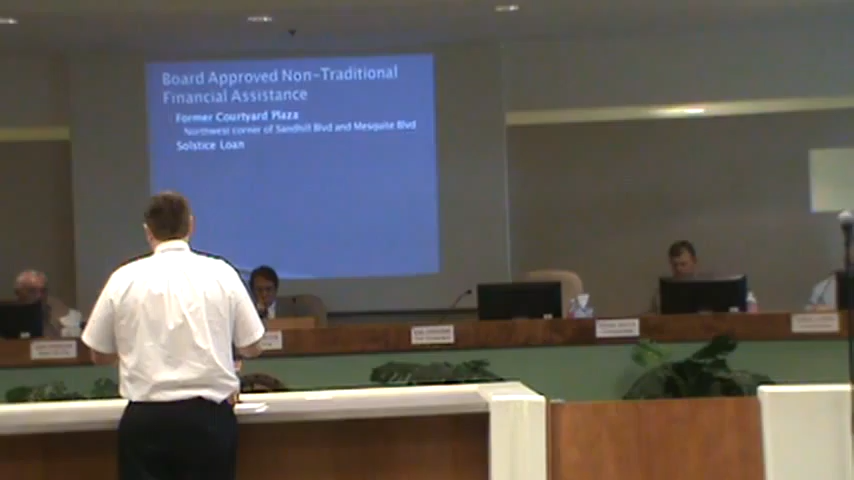 Board Approved Non-Traditional
Financial Assistance
Former Courtyard Plaza
Northwest corner of Sandhill Blvd and Mesquite Blvd
Solstice Loan